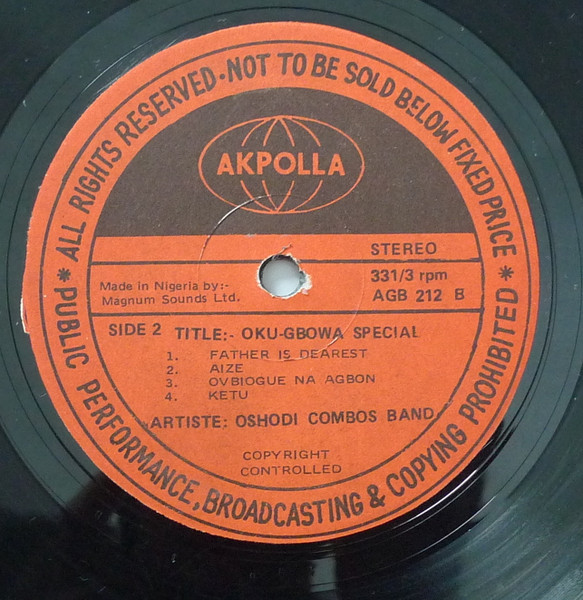 * ALL RIGHTS RESERVED • NOT TO BE SOLD BELOW FIXED PRICE *
AKPOLLA
STEREO
Made in Nigeria by:-
Magnum Sounds Ltd.
331/3 rpm
AGB 212 B
SIDE 2 TITLE:- OKU-GBOWA SPECIAL
1. FATHER IS DEAREST
2. AIZE
3. OVBIOGUE NA AGBON
4. KETU
ARTISTE: OSHODI COMBOS BAND
COPYRIGHT
CONTROLLED
PUBLIC PERFORMANCE, BROADCASTING & COPYING PROHIBITED